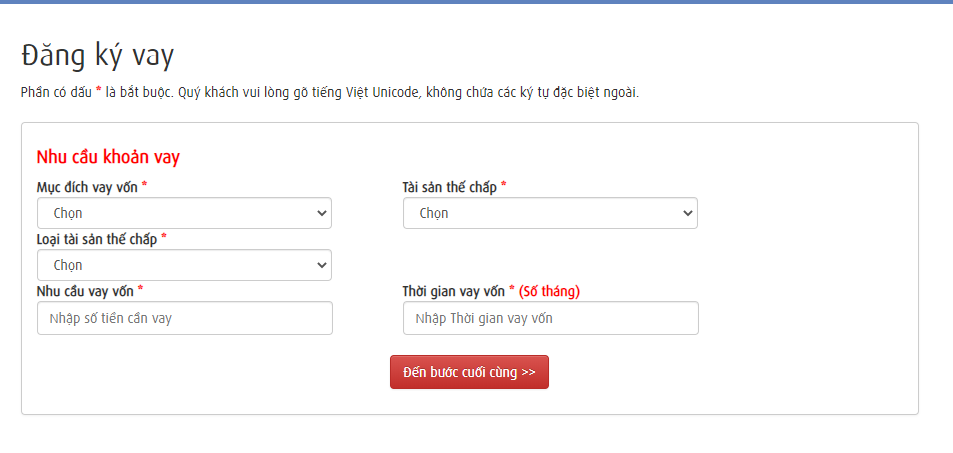 Đăng ký vay
Phần có dấu * là bắt buộc. Quý khách vui lòng gõ tiếng Việt Unicode, không chứa các ký tự đặc biệt ngoài.
Nhu cầu khoản vay
Mục đích vay vốn *
Tài sản thế chấp *
Chọn
Chọn
Loại tài sản thế chấp *
Chọn
Nhu cầu vay vốn *
Thời gian vay vốn * (Số tháng)
Nhập số tiền cần vay
Nhập Thời gian vay vốn
Đến bước cuối cùng >>